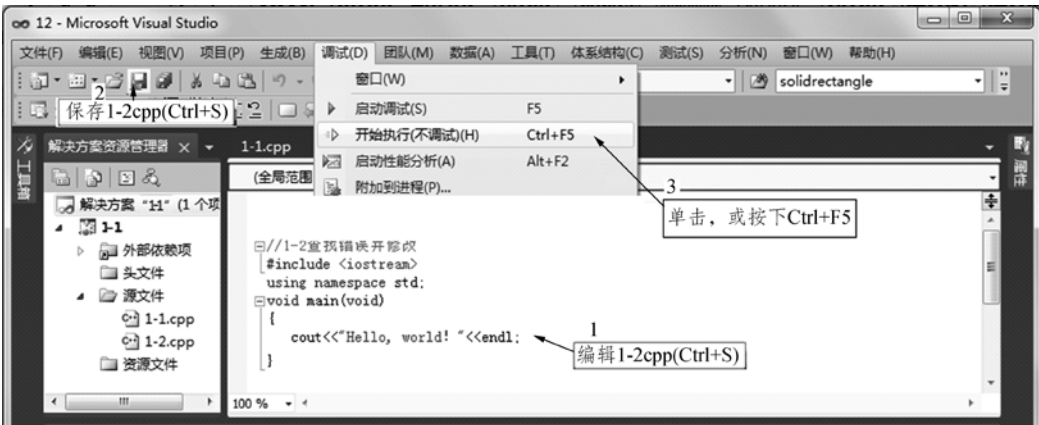 12 - Microsoft Visual Studio
文件(F) 编辑(E) 视图(V) 项目(P) 生成(B) 调试(D) 团队(M) 数据(A) 工具(T) 体系结构(C) 测试(S) 分析(N) 窗口(W) 帮助(H)
窗口(W)
solidrectangle
2
保存1-2cpp(Ctrl+S)
启动调试(S) F5
开始执行(不调试)(H) Ctrl+F5
启动性能分析(A) Alt+F2
附加到进程(P)...
3
单击，或按下Ctrl+F5
工具箱
解决方案资源管理器
1-1.cpp
属性
(全局范围
解决方案 "1-1" (1 个项
1-1
外部依赖项
头文件
源文件
1-1.cpp
1-2.cpp
资源文件
//1-2查找错误并修改
#include <iostream>
using namespace std;
void main(void)
{
cout<<"Hello, world! "<<endl;
}
1
编辑1-2cpp(Ctrl+S)
100 %